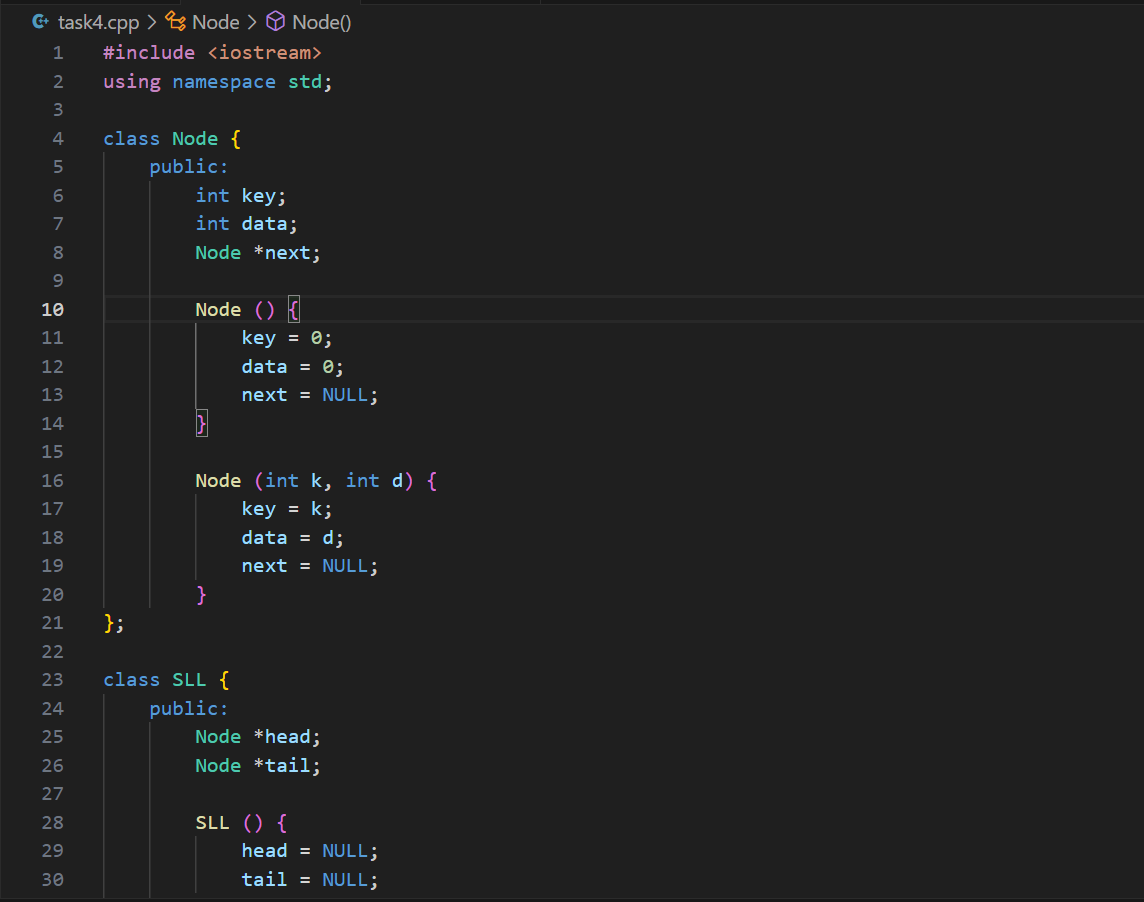 task4.cpp > Node > Node()
1 #include <iostream>
2 using namespace std;
3
4 class Node {
5     public:
6         int key;
7         int data;
8         Node *next;
9
10         Node () {
11             key = 0;
12             data = 0;
13             next = NULL;
14         }
15
16         Node (int k, int d) {
17             key = k;
18             data = d;
19             next = NULL;
20         }
21 };
22
23 class SLL {
24     public:
25         Node *head;
26         Node *tail;
27
28         SLL () {
29             head = NULL;
30             tail = NULL;